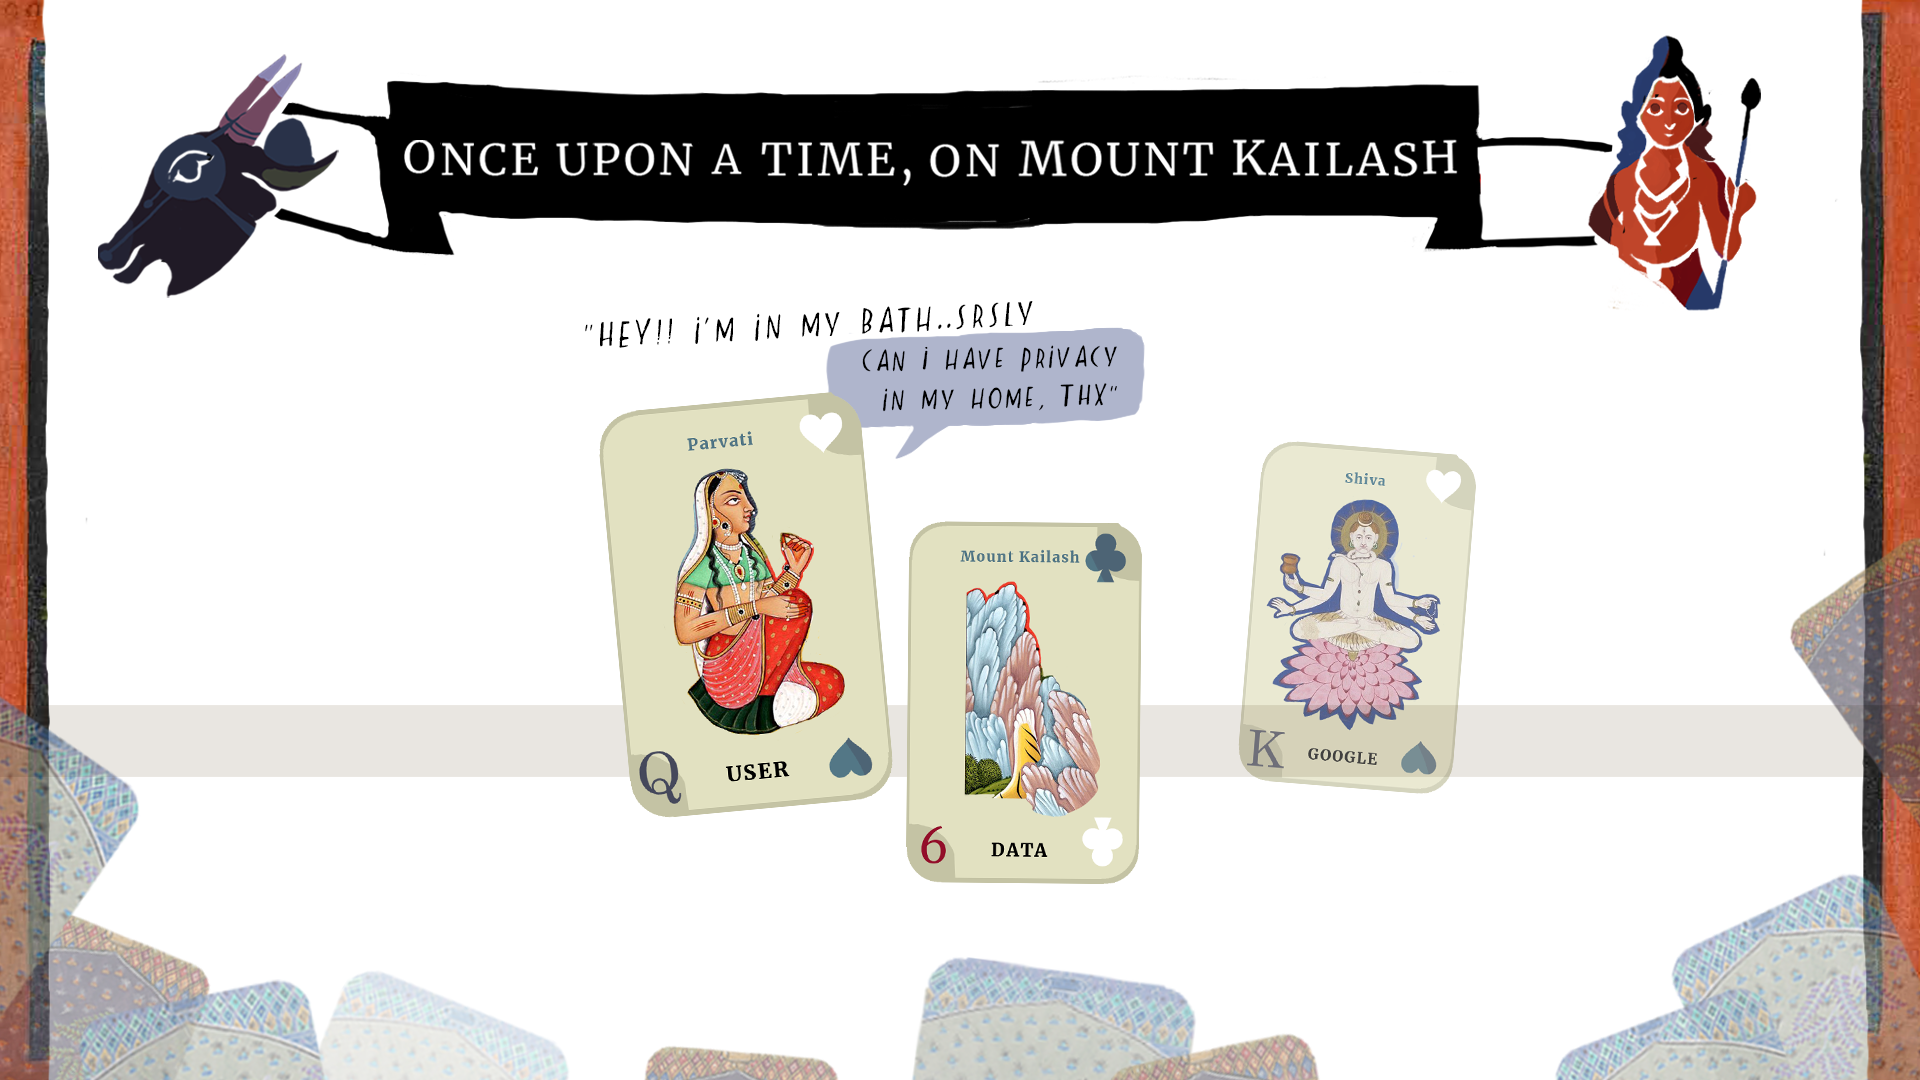 ONCE UPON A TIME, ON MOUNT KAILASH
"HEY!! i'M iN MY BATH..SRSLY
CAN i HAVE PRiVACY
iN MY HOME, THX"
Parvati
Q USER
Mount Kailash
6 DATA
Shiva
K GOOGLE